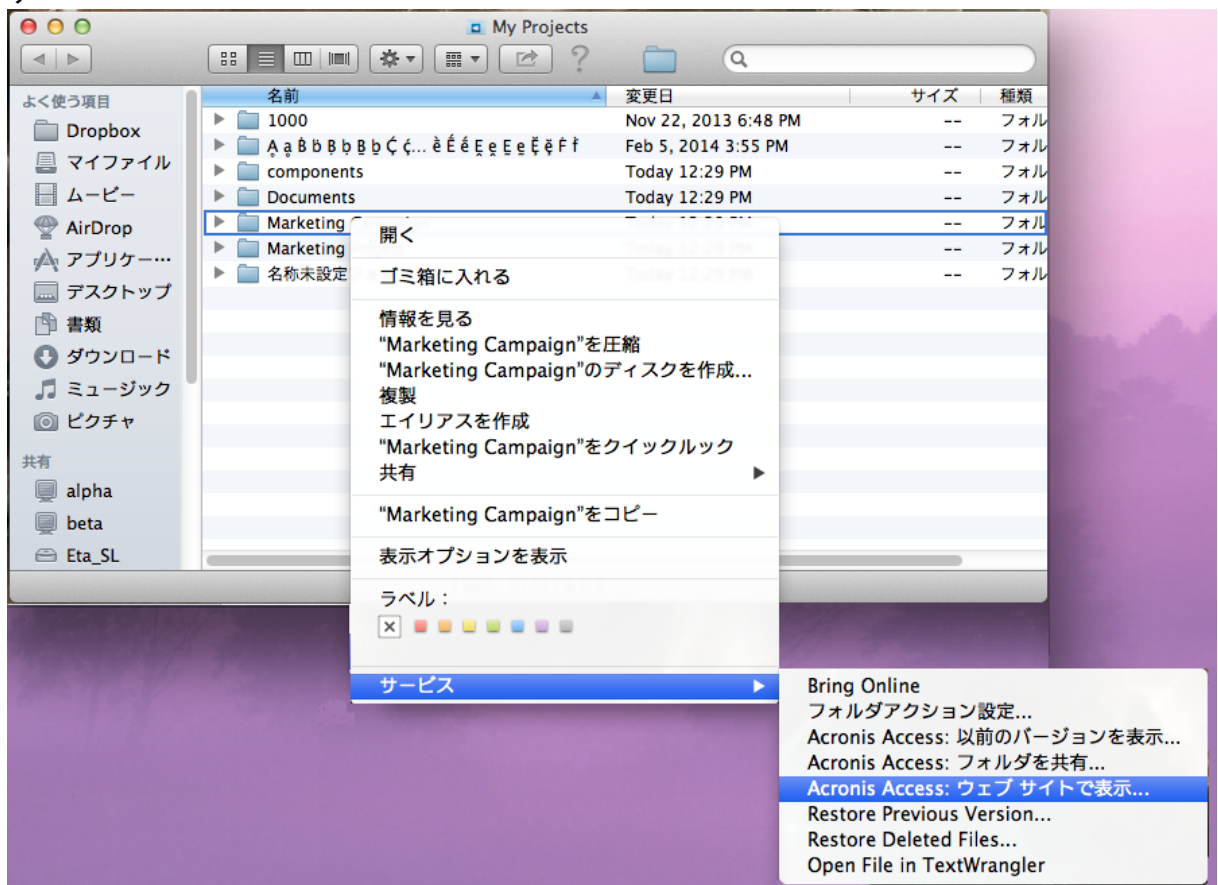 My Projects
よく使う項目
Dropbox
マイファイル
ムービー
AirDrop
アプリケー…
デスクトップ
書類
ダウンロード
ミュージック
ピクチャ
共有
alpha
beta
Eta_SL
名前 変更日 サイズ 種類
1000 Nov 22, 2013 6:48 PM -- フォル
Feb 5, 2014 3:55 PM -- フォル
components Today 12:29 PM -- フォル
Documents Today 12:29 PM -- フォル
Marketing Campaign -- フォル
Marketing Today 12:29 PM -- フォル
名称未設定 Today 12:29 PM -- フォル
開く
ゴミ箱に入れる
情報を見る
“Marketing Campaign”を圧縮
“Marketing Campaign”のディスクを作成...
複製
エイリアスを作成
“Marketing Campaign”をクイックルック
共有
“Marketing Campaign”をコピー
表示オプションを表示
ラベル：
サービス
Bring Online
フォルダアクション設定...
Acronis Access: 以前のバージョンを表示...
Acronis Access: フォルダを共有...
Acronis Access: ウェブ サイトで表示...
Restore Previous Version...
Restore Deleted Files...
Open File in TextWrangler